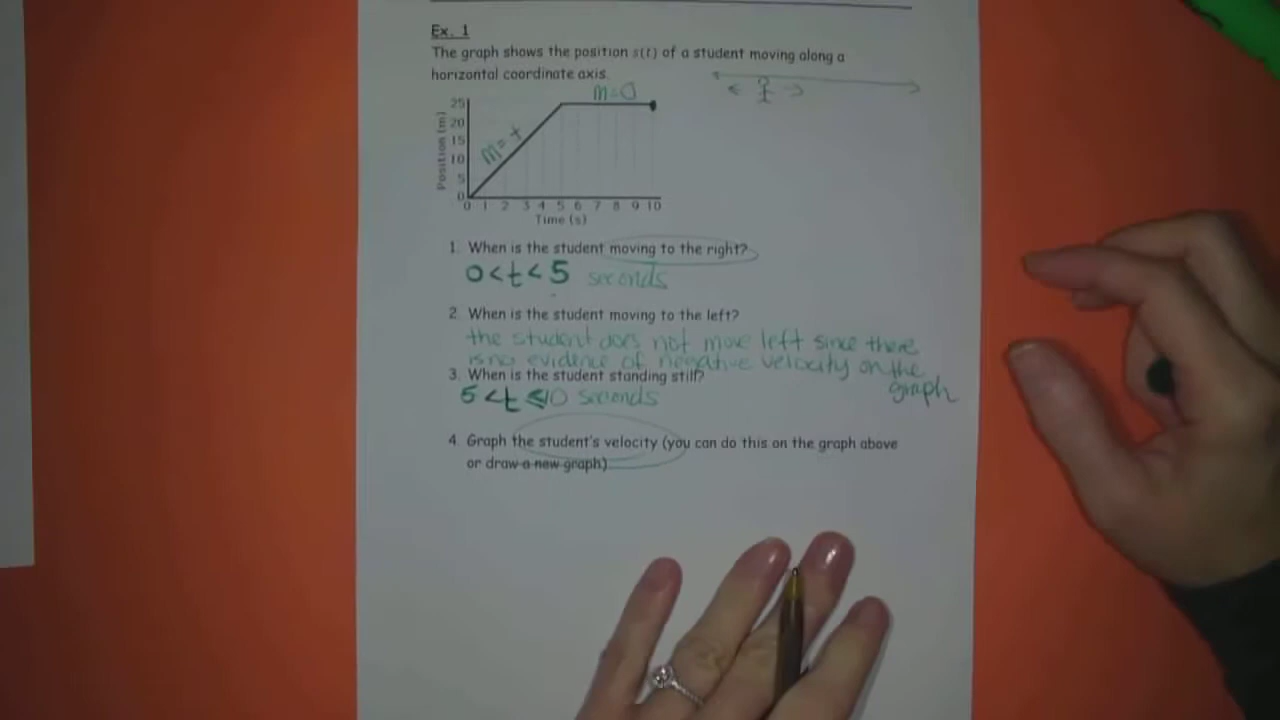 Ex. 1
The graph shows the position s(t) of a student moving along a
horizontal coordinate axis.
m=0
m=+
Position (m)
25
20
15
10
5
0
0 1 2 3 4 5 6 7 8 9 10
Time (s)
1. When is the student moving to the right?
0<t<5 seconds
2. When is the student moving to the left?
the student does not move left since there
is no evidence of negative velocity on the
graph
3. When is the student standing still?
5<t≤10 seconds
4. Graph the student's velocity (you can do this on the graph above
or draw a new graph)